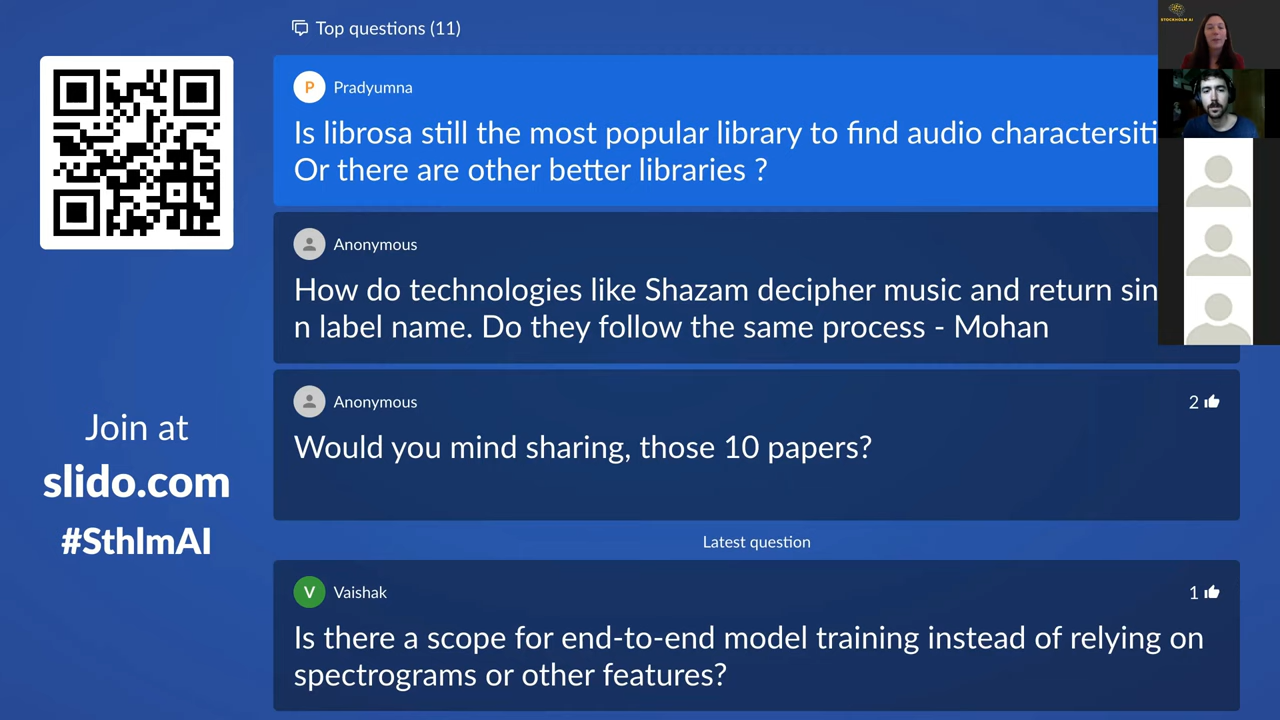 Top questions (11)
P Pradyumna
Is librosa still the most popular library to find audio charactersiti
Or there are other better libraries ?
Anonymous
How do technologies like Shazam decipher music and return sin
n label name. Do they follow the same process - Mohan
Anonymous
2
Would you mind sharing, those 10 papers?
Latest question
V Vaishak
1
Is there a scope for end-to-end model training instead of relying on
spectrograms or other features?
Join at
slido.com
#SthlmAI
STOCKHOLM AI